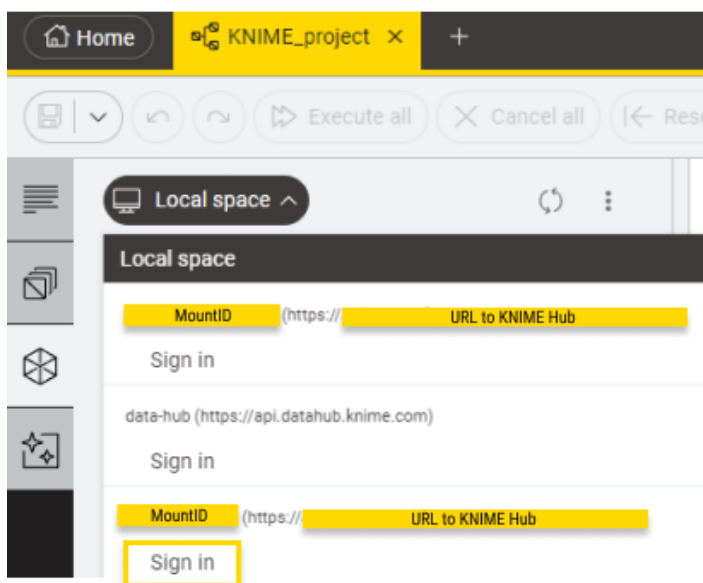 Home KNIME_project × +
Execute all Cancel all Rese
Local space
Local space
MountID (https:// URL to KNIME Hub
Sign in
data-hub (https://api.datahub.knime.com)
Sign in
MountID (https:// URL to KNIME Hub
Sign in